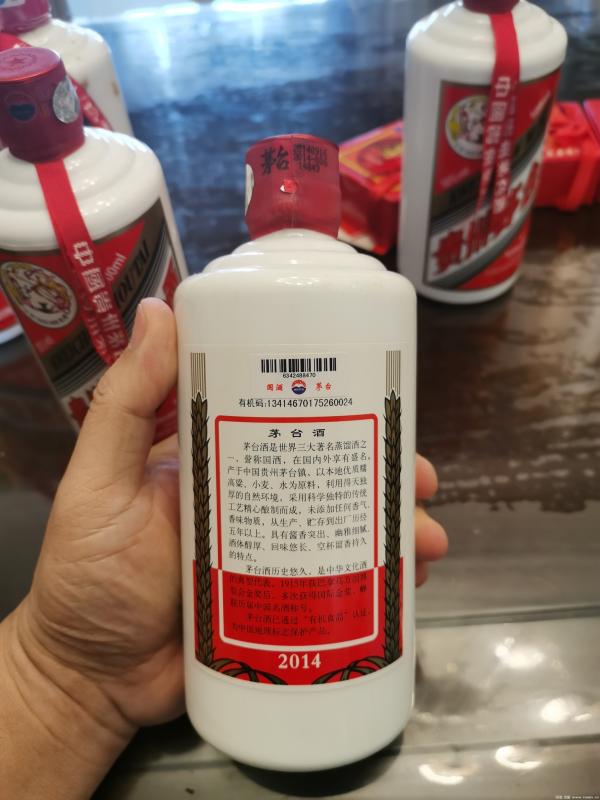 茅台
中国贵州茅
中国贵州茅
贵州茅台
6342488470
国酒 茅台
有机码:13414670175260024
茅台酒
茅台酒是世界三大著名蒸馏酒之
一,誉称国酒,在国内外享有盛名。
产于中国贵州茅台镇、以本地优质糯
高粱、小麦、水为原料,利用得天独
厚的自然环境,采用科学独特的传统
工艺精心酿制而成,未添加任何香气、
香味物质,从生产、贮存到出厂历经
五年以上。具有酱香突出、幽雅细腻、
酒体醇厚、回味悠长、空杯留香持久
的特点。
茅台酒历史悠久、是中华文化酒
的典型代表。1915年获巴拿马万国博
览会金奖后、多次获得国际金奖、蝉
联历届中国名酒称号。
茅台酒已通过“有机食品”认证、
为中国地理标志保护产品。
2014